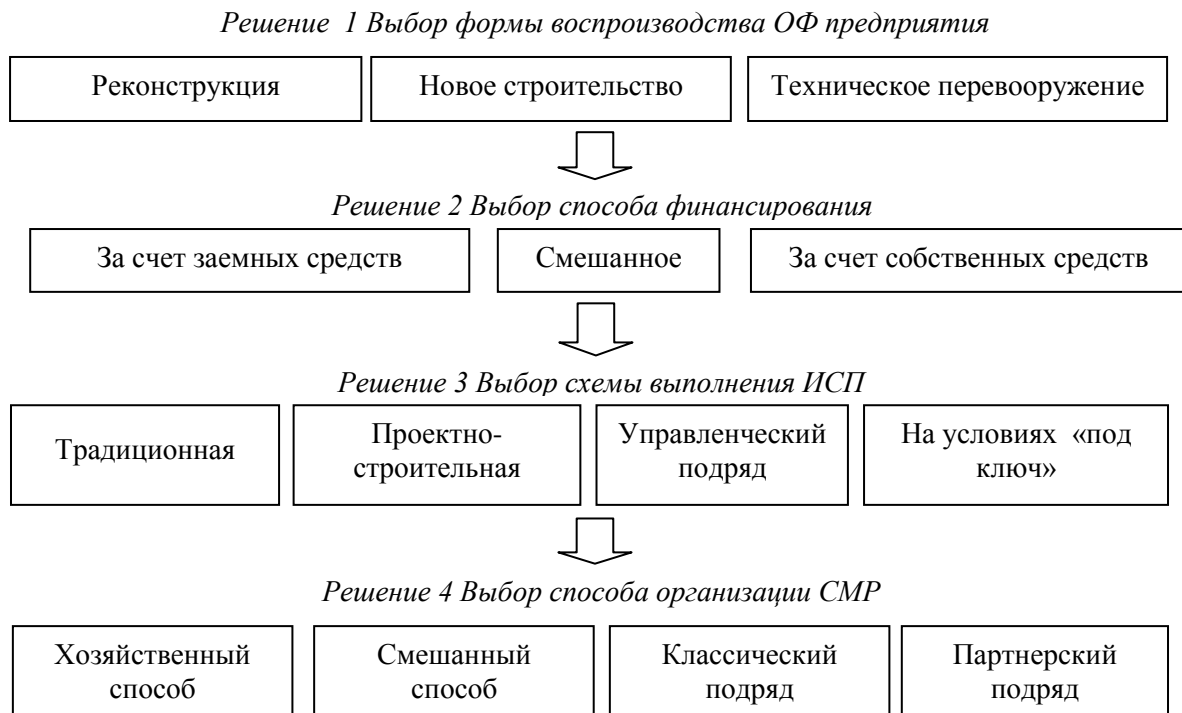 Решение 1 Выбор формы воспроизводства ОФ предприятия
Реконструкция
Новое строительство
Техническое перевооружение
Решение 2 Выбор способа финансирования
За счет заемных средств
Смешанное
За счет собственных средств
Решение 3 Выбор схемы выполнения ИСП
Традиционная
Проектно-
строительная
Управленческий
подряд
На условиях «под
ключ»
Решение 4 Выбор способа организации СМР
Хозяйственный
способ
Смешанный
способ
Классический
подряд
Партнерский
подряд